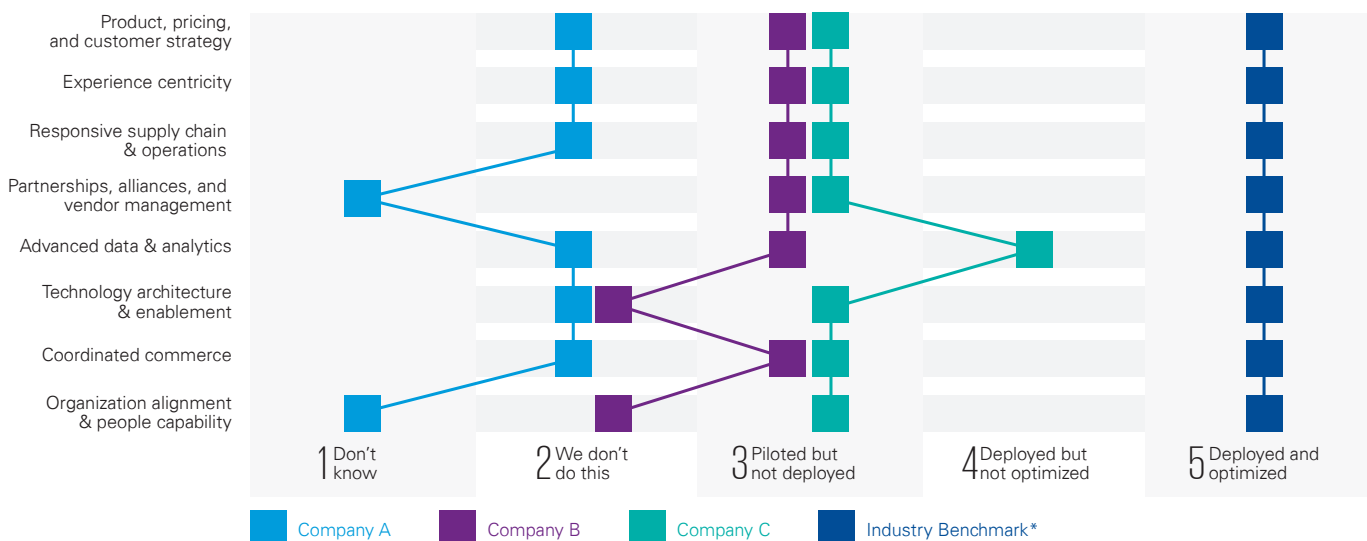 Product, pricing,
and customer strategy
Experience centricity
Responsive supply chain
& operations
Partnerships, alliances, and
vendor management
Advanced data & analytics
Technology architecture
& enablement
Coordinated commerce
Organization alignment
& people capability
1 Don't
know
2 We don't
do this
3 Piloted but
not deployed
4 Deployed but
not optimized
5 Deployed and
optimized
Company A
Company B
Company C
Industry Benchmark*